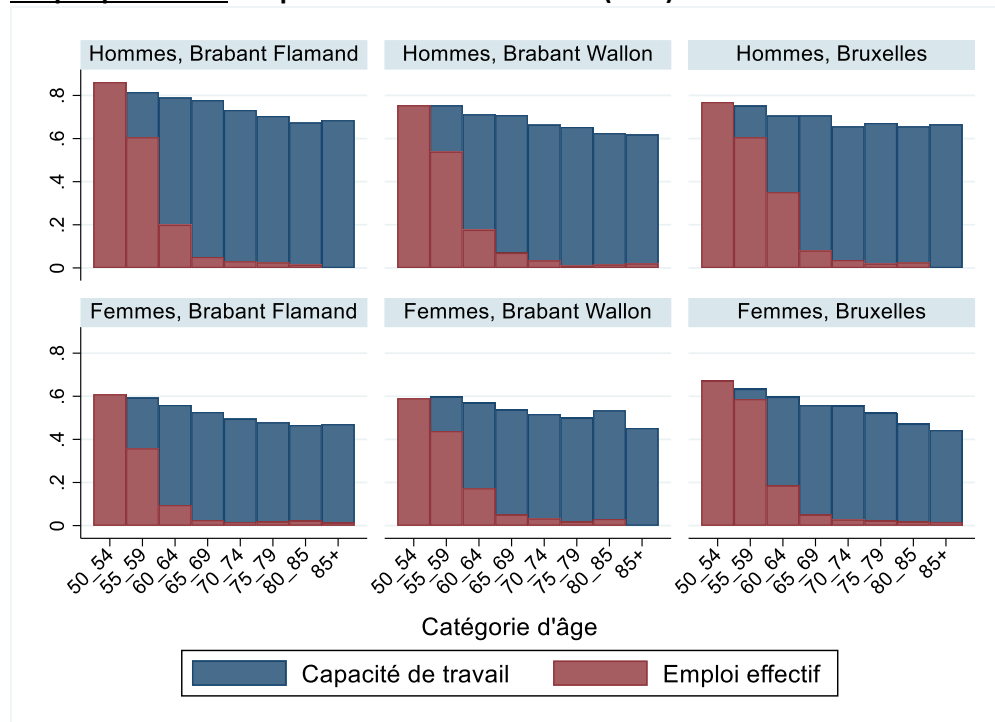 Hommes, Brabant Flamand
Hommes, Brabant Wallon
Hommes, Bruxelles
.8
.6
.4
.2
0
Femmes, Brabant Flamand
Femmes, Brabant Wallon
Femmes, Bruxelles
.8
.6
.4
.2
0
50_54 55_59 60_64 65_69 70_74 75_79 80_85 85+
50_54 55_59 60_64 65_69 70_74 75_79 80_85 85+
50_54 55_59 60_64 65_69 70_74 75_79 80_85 85+
Catégorie d'âge
Capacité de travail
Emploi effectif